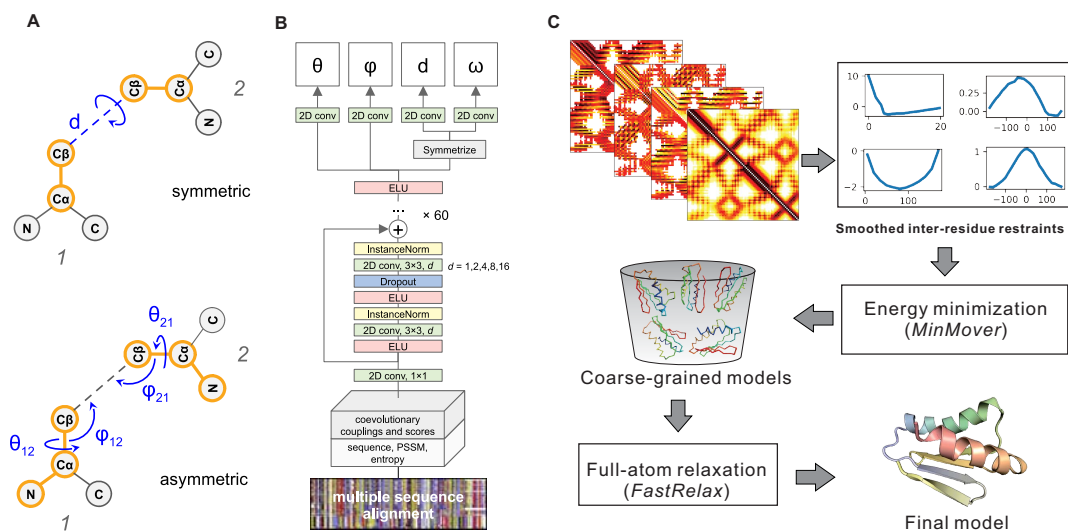 A
C
Cβ
Cα
2
d
N
Cβ
symmetric
Cα
N
C
1
θ21
C
2
Cβ
Cα
φ21
N
Cβ
φ12
θ12
Cα
asymmetric
N
C
1
B
θ
φ
d
ω
2D conv
2D conv
2D conv
2D conv
Symmetrize
ELU
...
× 60
+
InstanceNorm
2D conv, 3×3, d
d = 1,2,4,8,16
Dropout
ELU
InstanceNorm
2D conv, 3×3, d
ELU
2D conv, 1×1
coevolutionary
couplings and scores
sequence, PSSM,
entropy
multiple sequence
alignment
C
10
0
0
20
0.25
0.00
−100
0
100
0
−2
100
1
0
−100
0
100
Smoothed inter-residue restraints
Energy minimization
(MinMover)
Coarse-grained models
Full-atom relaxation
(FastRelax)
Final model